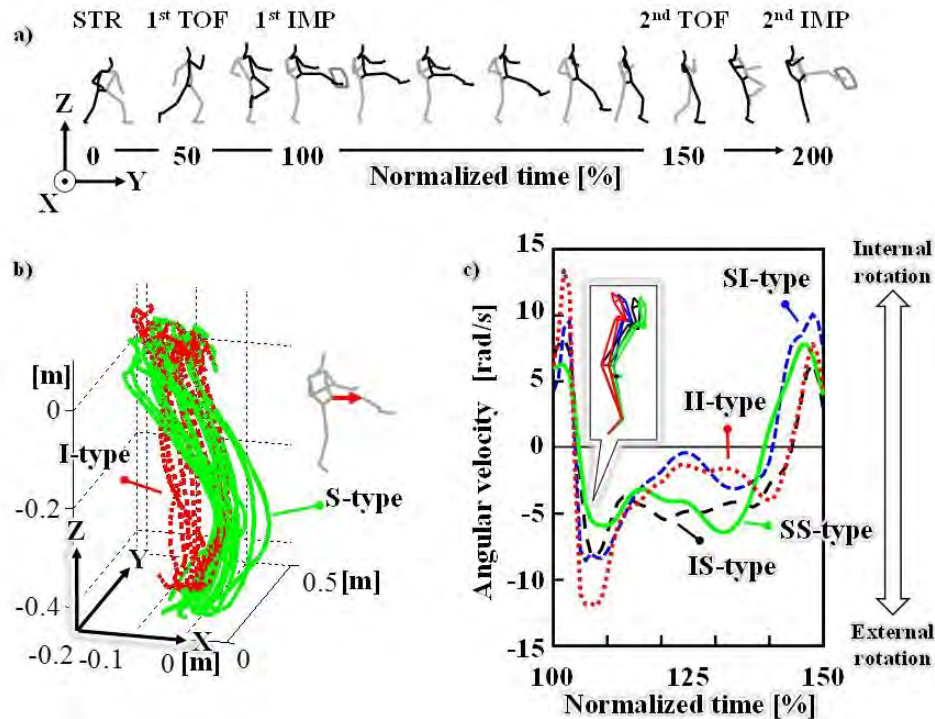 a)
STR 1st TOF 1st IMP 2nd TOF 2nd IMP
Z
X
Y
0 50 100 150 200
Normalized time [%]
b)
[m]
0
-0.2
-0.4
I-type
S-type
Z
Y
X
0.5 [m]
-0.2 -0.1 0 [m] 0
c)
Angular velocity [rad/s]
15
10
5
0
-5
-10
-15
SI-type
II-type
SS-type
IS-type
100 125 150
Normalized time [%]
Internal
rotation
External
rotation